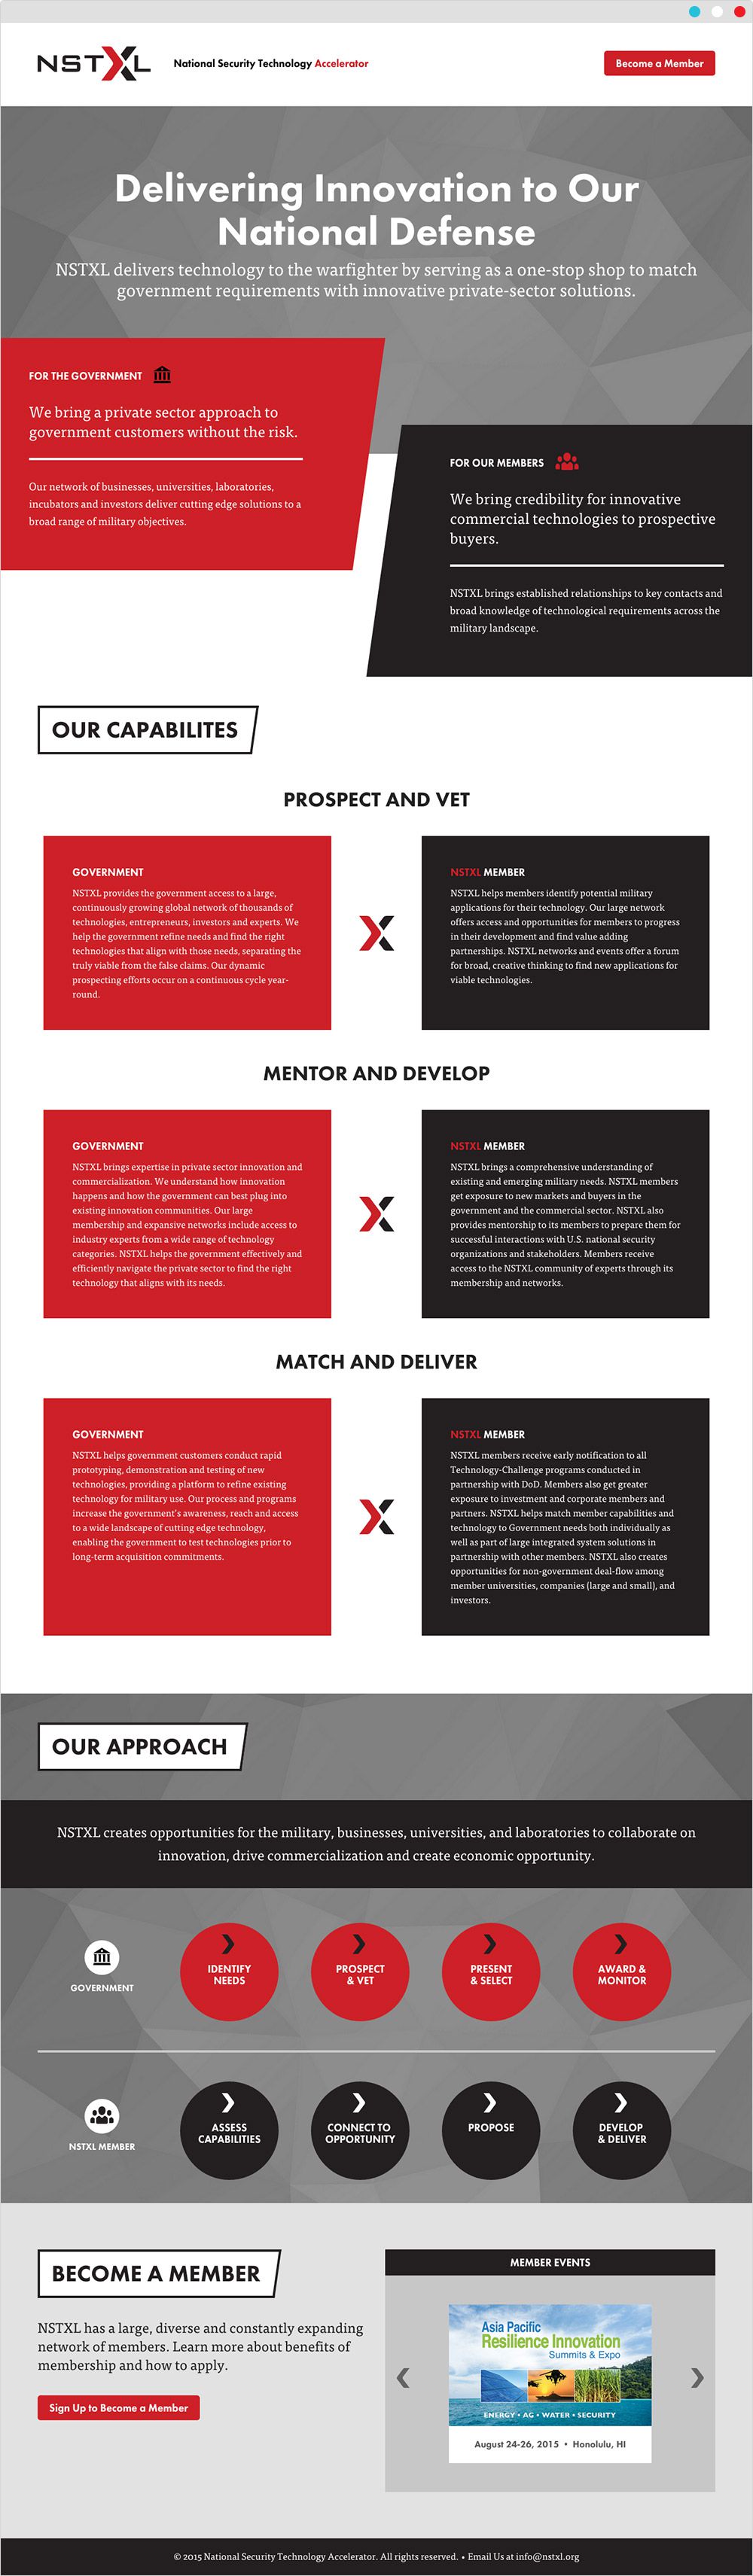 NSTXL
National Security Technology Accelerator
Become a Member
Delivering Innovation to Our
National Defense
NSTXL delivers technology to the warfighter by serving as a one-stop shop to match
government requirements with innovative private-sector solutions.
FOR THE GOVERNMENT
We bring a private sector approach to
government customers without the risk.
Our network of businesses, universities, laboratories,
incubators and investors deliver cutting edge solutions to a
broad range of military objectives.
FOR OUR MEMBERS
We bring credibility for innovative
commercial technologies to prospective
buyers.
NSTXL brings established relationships to key contacts and
broad knowledge of technological requirements across the
military landscape.
OUR CAPABILITES
PROSPECT AND VET
GOVERNMENT
NSTXL provides the government access to a large,
continuously growing global network of thousands of
technologies, entrepreneurs, investors and experts. We
help the government refine needs and find the right
technologies that align with those needs, separating the
truly viable from the false claims. Our dynamic
prospecting efforts occur on a continuous cycle year-
round.
NSTXL MEMBER
NSTXL helps members identify potential military
applications for their technology. Our large network
offers access and opportunities for members to progress
in their development and find value adding
partnerships. NSTXL networks and events offer a forum
for broad, creative thinking to find new applications for
viable technologies.
MENTOR AND DEVELOP
GOVERNMENT
NSTXL brings expertise in private sector innovation and
commercialization. We understand how innovation
happens and how the government can best plug into
existing innovation communities. Our large
membership and expansive networks include access to
industry experts from a wide range of technology
categories. NSTXL helps the government effectively and
efficiently navigate the private sector to find the right
technology that aligns with its needs.
NSTXL MEMBER
NSTXL brings a comprehensive understanding of
existing and emerging military needs. NSTXL members
get exposure to new markets and buyers in the
government and the commercial sector. NSTXL also
provides mentorship to its members to prepare them for
successful interactions with U.S. national security
organizations and stakeholders. Members receive
access to the NSTXL community of experts through its
membership and networks.
MATCH AND DELIVER
GOVERNMENT
NSTXL helps government customers conduct rapid
prototyping, demonstration and testing of new
technologies, providing a platform to refine existing
technology for military use. Our process and programs
increase the government's awareness, reach and access
to a wide landscape of cutting edge technology,
enabling the government to test technologies prior to
long-term acquisition commitments.
NSTXL MEMBER
NSTXL members receive early notification to all
Technology-Challenge programs conducted in
partnership with DoD. Members also get greater
exposure to investment and corporate members and
partners. NSTXL helps match member capabilities and
technology to Government needs both individually as
well as part of large integrated system solutions in
partnership with other members. NSTXL also creates
opportunities for non-government deal-flow among
member universities, companies (large and small), and
investors.
OUR APPROACH
NSTXL creates opportunities for the military, businesses, universities, and laboratories to collaborate on
innovation, drive commercialization and create economic opportunity.
GOVERNMENT
IDENTIFY
NEEDS
PROSPECT
& VET
PRESENT
& SELECT
AWARD &
MONITOR
NSTXL MEMBER
ASSESS
CAPABILITIES
CONNECT TO
OPPORTUNITY
PROPOSE
DEVELOP
& DELIVER
BECOME A MEMBER
NSTXL has a large, diverse and constantly expanding
network of members. Learn more about benefits of
membership and how to apply.
Sign Up to Become a Member
MEMBER EVENTS
Asia Pacific
Resilience Innovation
Summits & Expo
ENERGY • AG • WATER • SECURITY
August 24-26, 2015 • Honolulu, HI
© 2015 National Security Technology Accelerator. All rights reserved. • Email Us at info@nstxl.org